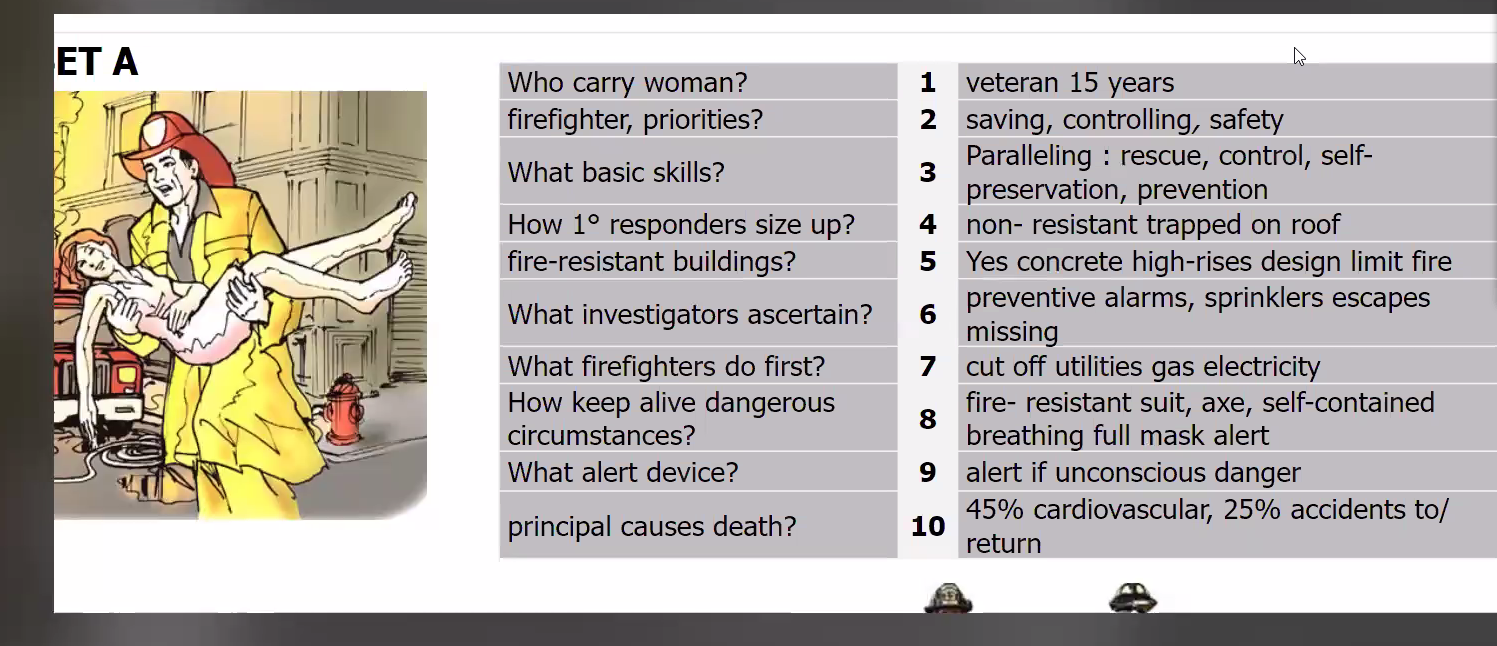 ET A
Who carry woman? 1 veteran 15 years
firefighter, priorities? 2 saving, controlling, safety
What basic skills? 3 Paralleling : rescue, control, self-
preservation, prevention
How 1° responders size up? 4 non- resistant trapped on roof
fire-resistant buildings? 5 Yes concrete high-rises design limit fire
What investigators ascertain? 6 preventive alarms, sprinklers escapes
missing
What firefighters do first? 7 cut off utilities gas electricity
How keep alive dangerous
circumstances? 8 fire- resistant suit, axe, self-contained
breathing full mask alert
What alert device? 9 alert if unconscious danger
principal causes death? 10 45% cardiovascular, 25% accidents to/
return